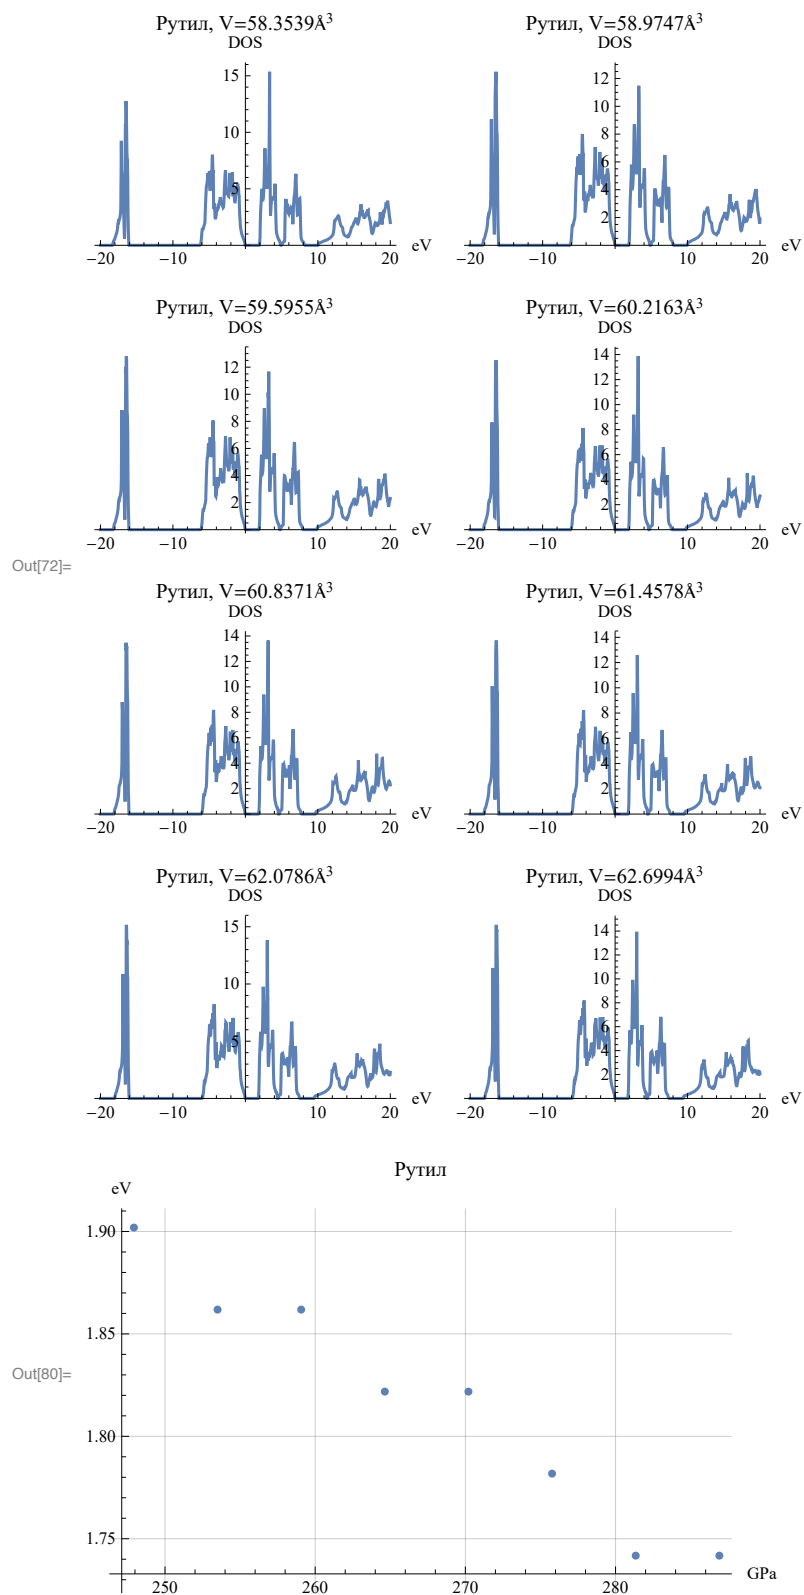 Рутил, V=58.3539Å3 Рутил, V=58.9747Å3
DOS DOS
15 12
10 10
8
6
5 4
2
eV eV
−20 −10 10 20 −20 −10 10 20
Рутил, V=59.5955Å3 Рутил, V=60.2163Å3
DOS DOS
12 14
10 12
8 10
6 8
4 6
2 4
2
eV eV
−20 −10 10 20 −20 −10 10 20
Out[72]=
Рутил, V=60.8371Å3 Рутил, V=61.4578Å3
DOS DOS
14 14
12 12
10 10
8 8
6 6
4 4
2 2
eV eV
−20 −10 10 20 −20 −10 10 20
Рутил, V=62.0786Å3 Рутил, V=62.6994Å3
DOS DOS
15 14
12
10 10
8
6
5 4
2
eV eV
−20 −10 10 20 −20 −10 10 20
Рутил
eV
1.90
1.85
Out[80]=
1.80
1.75
GPa
250 260 270 280